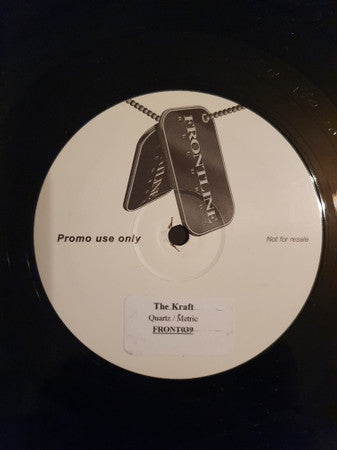 FRONTLINE
Promo use only
Not for resale
The Kraft
Quartz / Metric
FRONT039